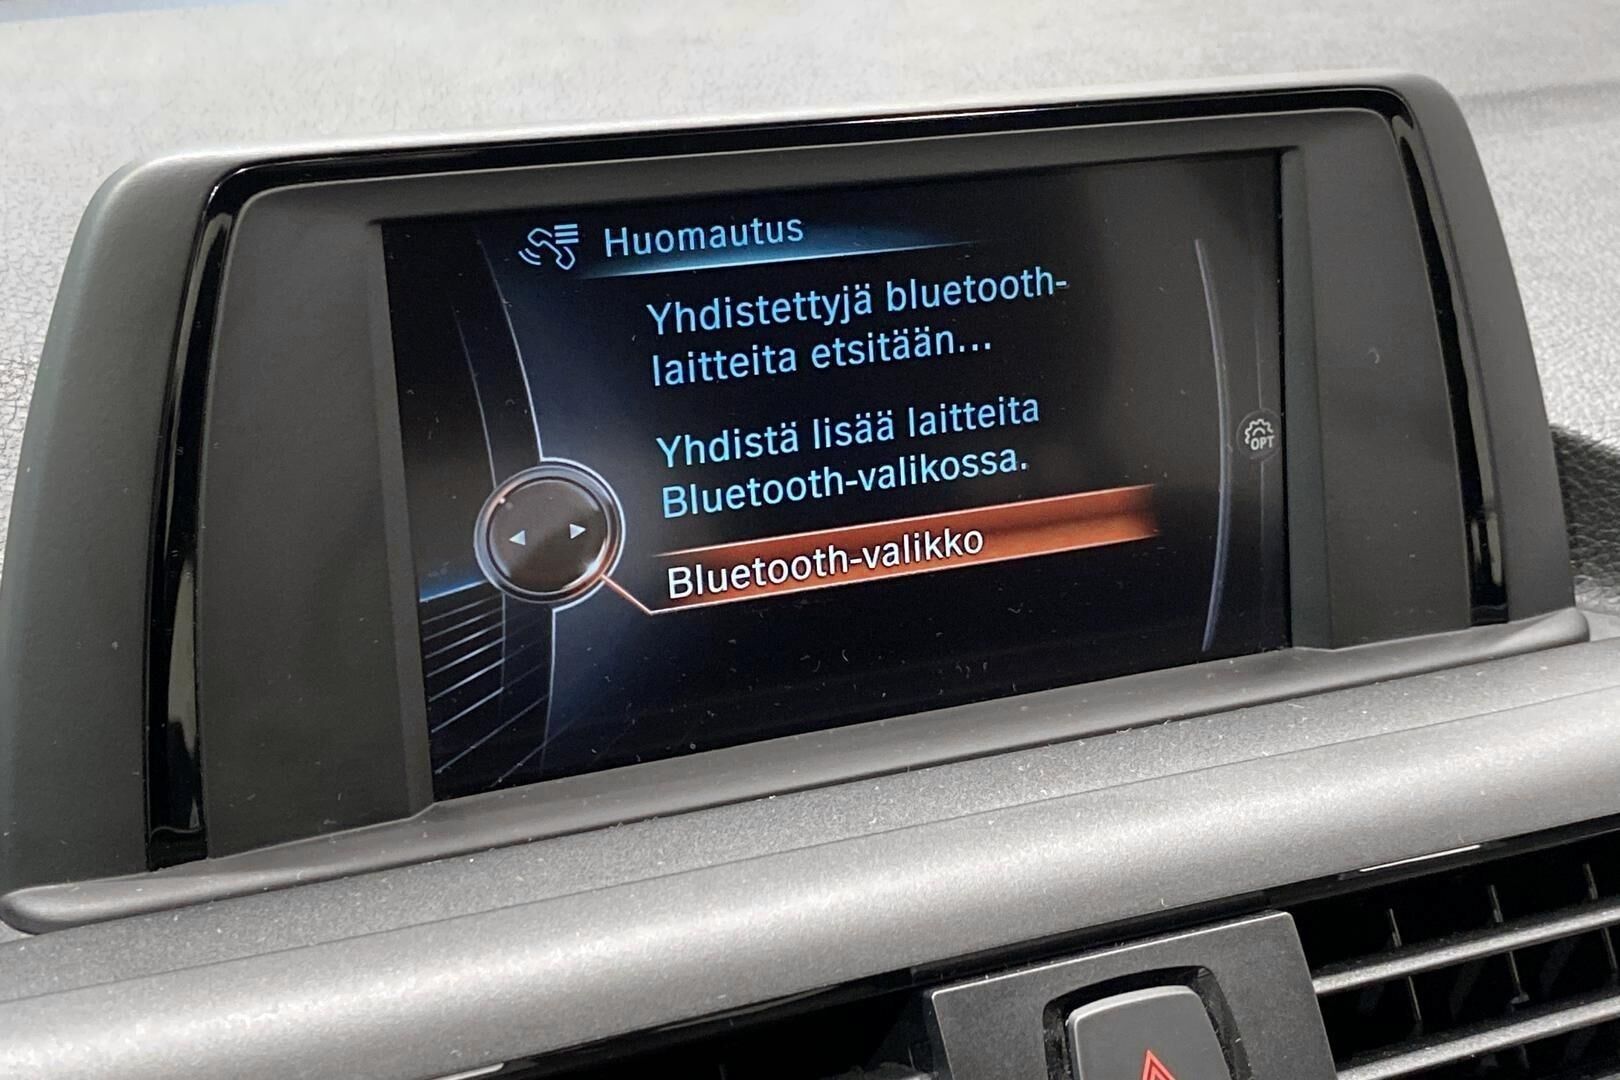 Huomautus
Yhdistettyjä bluetooth-
laitteita etsitään...
Yhdistä lisää laitteita
Bluetooth-valikossa.
OPT
Bluetooth-valikko